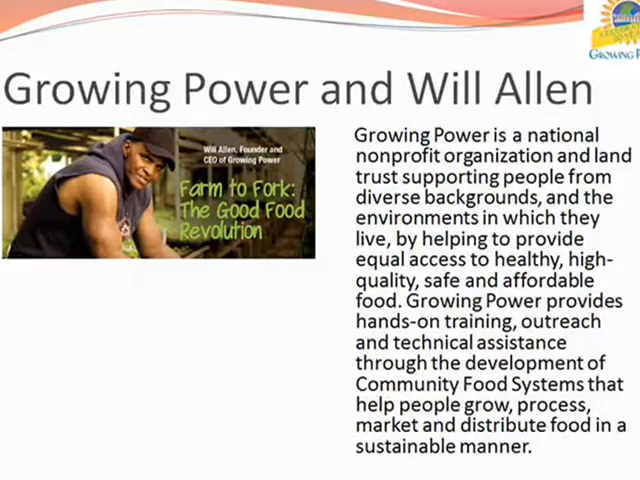 GROWING P
Growing Power and Will Allen
Will Allen, Founder and
CEO of Growing Power
Farm to Fork:
The Good Food
Revolution
Growing Power is a national
nonprofit organization and land
trust supporting people from
diverse backgrounds, and the
environments in which they
live, by helping to provide
equal access to healthy, high-
quality, safe and affordable
food. Growing Power provides
hands-on training, outreach
and technical assistance
through the development of
Community Food Systems that
help people grow, process,
market and distribute food in a
sustainable manner.